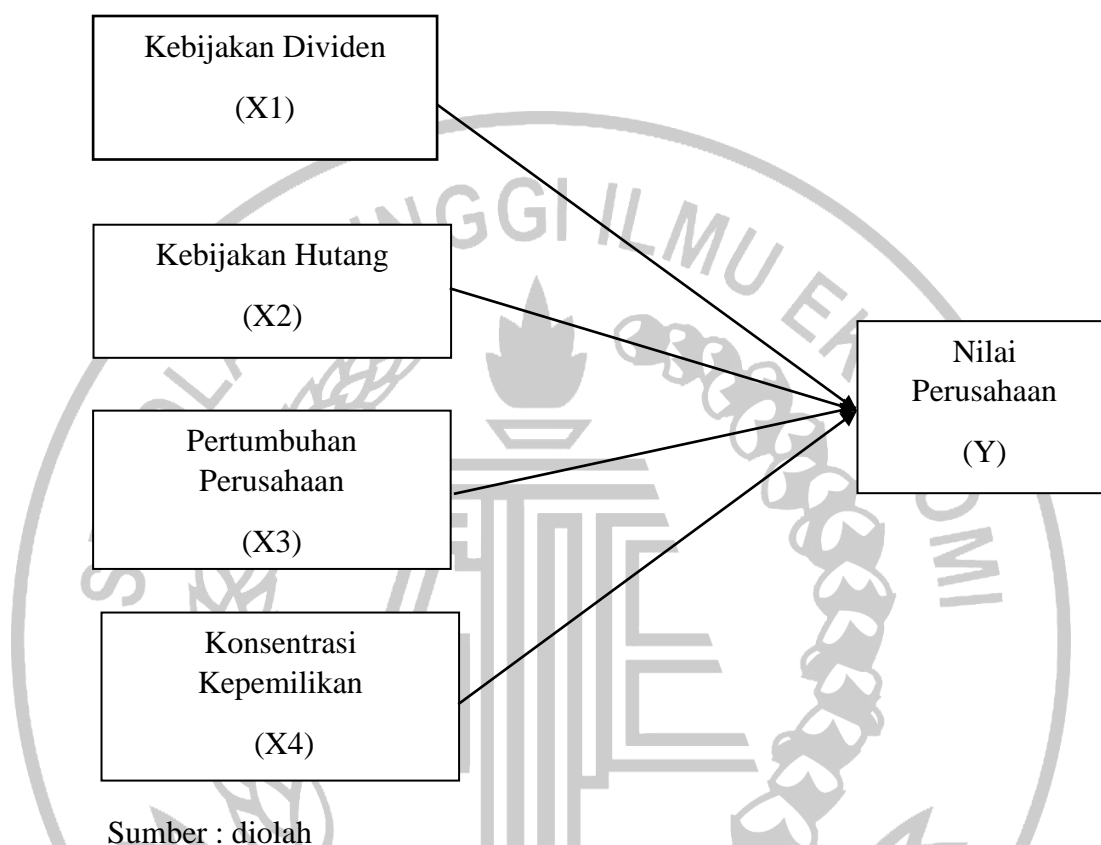 Kebijakan Dividen
(X1)
Kebijakan Hutang
(X2)
Pertumbuhan
Perusahaan
(X3)
Konsentrasi
Kepemilikan
(X4)
Nilai
Perusahaan
(Y)
Sumber : diolah